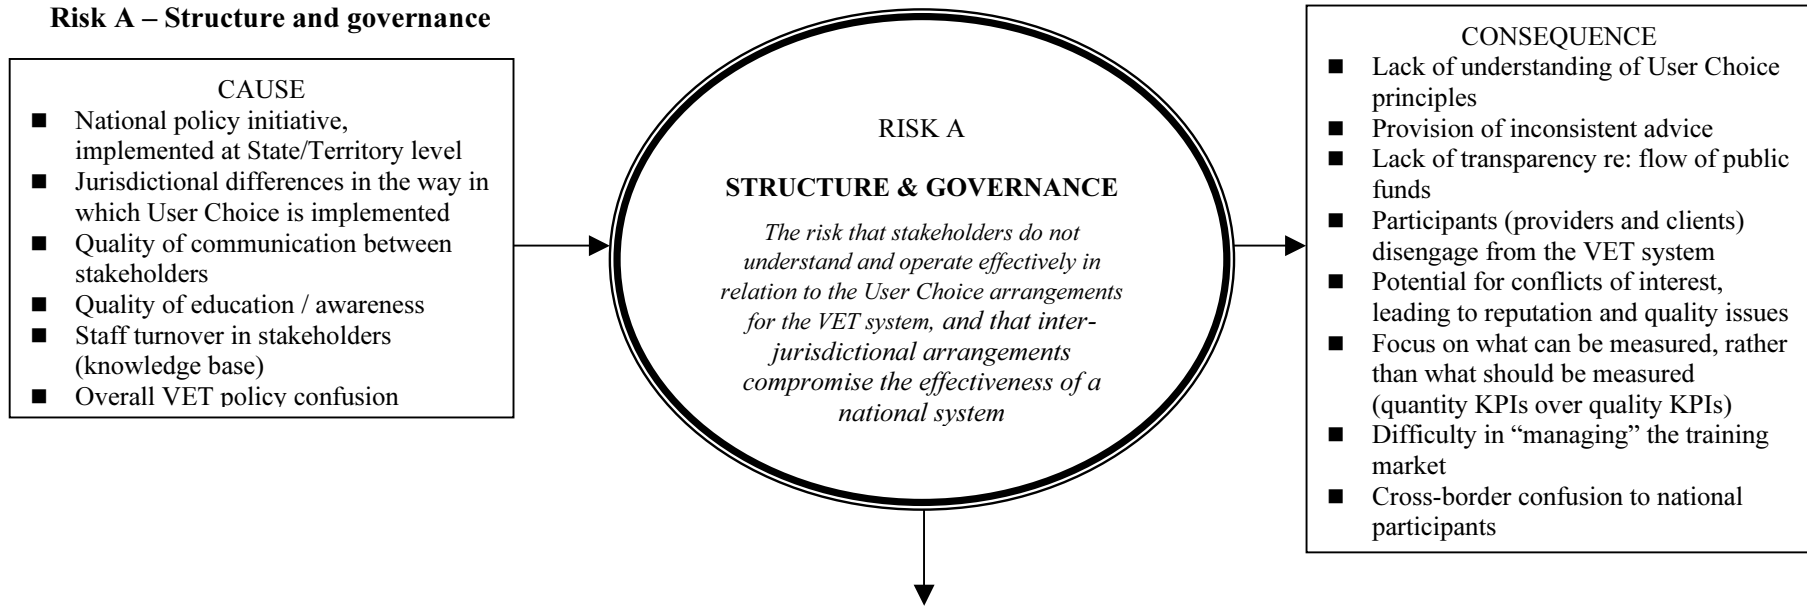 Risk A – Structure and governance
CAUSE
■ National policy initiative,
implemented at State/Territory level
■ Jurisdictional differences in the way in
which User Choice is implemented
■ Quality of communication between
stakeholders
■ Quality of education / awareness
■ Staff turnover in stakeholders
(knowledge base)
■ Overall VET policy confusion
RISK A
STRUCTURE & GOVERNANCE
The risk that stakeholders do not
understand and operate effectively in
relation to the User Choice arrangements
for the VET system, and that inter-
jurisdictional arrangements
compromise the effectiveness of a
national system
CONSEQUENCE
■ Lack of understanding of User Choice
principles
■ Provision of inconsistent advice
■ Lack of transparency re: flow of public
funds
■ Participants (providers and clients)
disengage from the VET system
■ Potential for conflicts of interest,
leading to reputation and quality issues
■ Focus on what can be measured, rather
than what should be measured
(quantity KPIs over quality KPIs)
■ Difficulty in “managing” the training
market
■ Cross-border confusion to national
participants